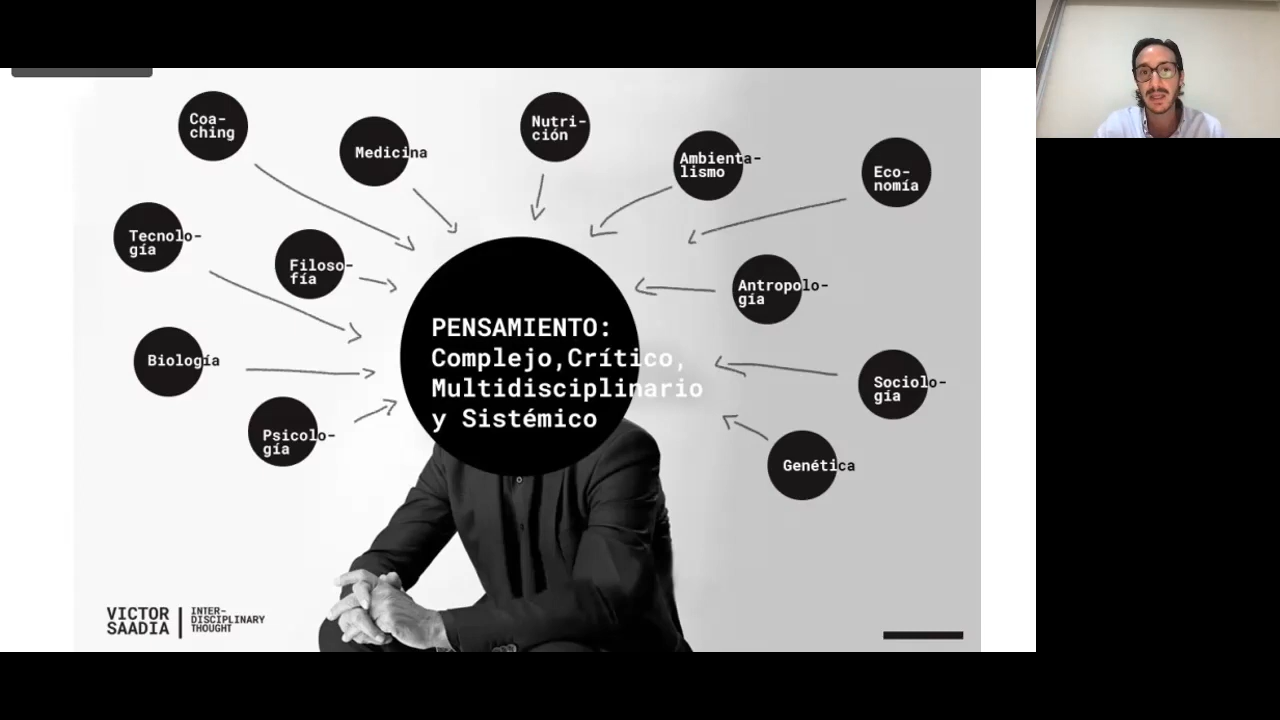 Coa-
ching
Medicina
Nutri-
ción
Ambienta-
lismo
Eco-
nomía
Tecnolo-
gía
Filoso-
fía
Antropolo-
gía
PENSAMIENTO:
Complejo,Crítico,
Multidisciplinario
y Sistémico
Biología
Sociolo-
gía
Psicolo-
gía
Genética
VICTOR
SAADIA
INTER-
DISCIPLINARY
THOUGHT